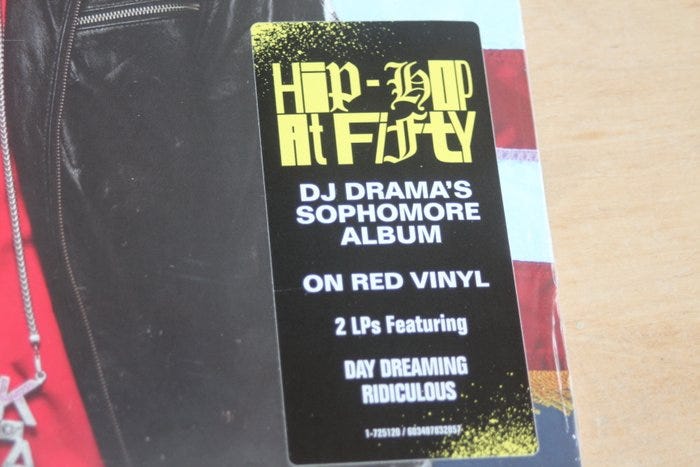 Hip-Hop
At Fifty
DJ DRAMA'S
SOPHOMORE
ALBUM
ON RED VINYL
2 LPs Featuring
DAY DREAMING
RIDICULOUS
1-725120 / 603497832057
K